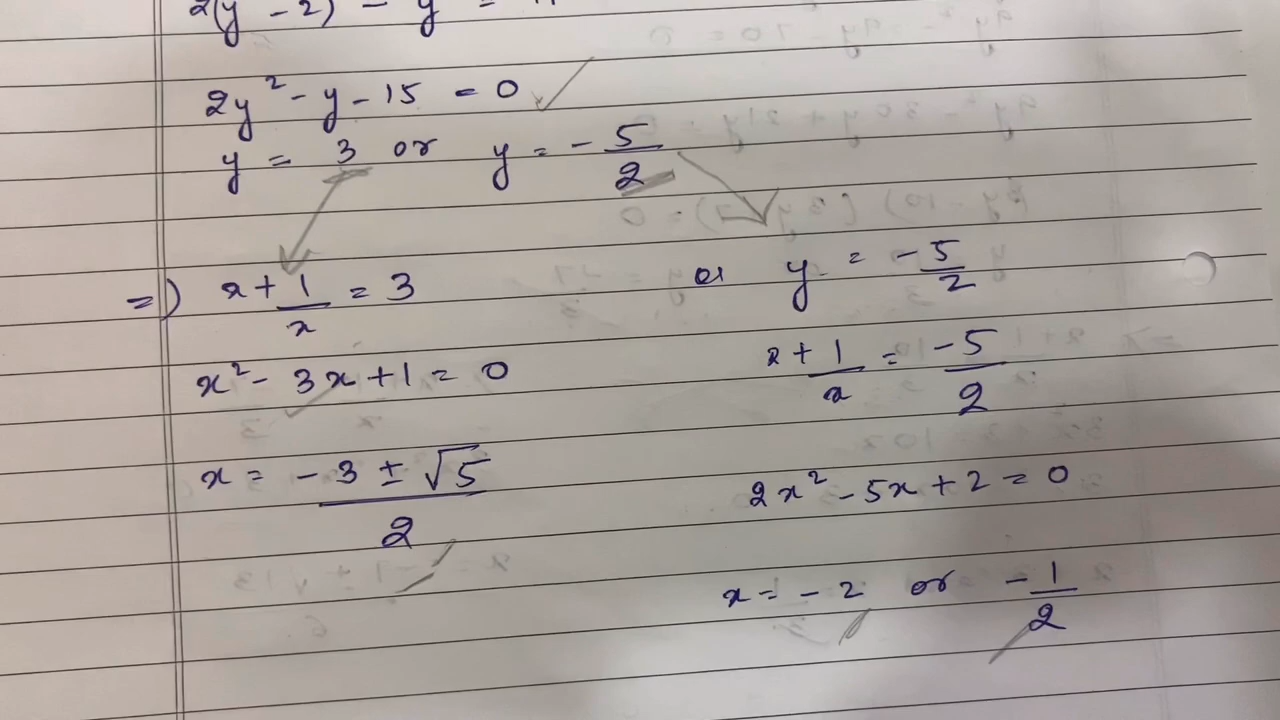 2y² - y - 15 = 0
y = 3 or y = -5/2
=) x + 1/x = 3 or y = -5/2
x² - 3x + 1 = 0
x + 1/x = -5/2
x = -3 ± √5/2
2x² - 5x + 2 = 0
x = -2 or -1/2